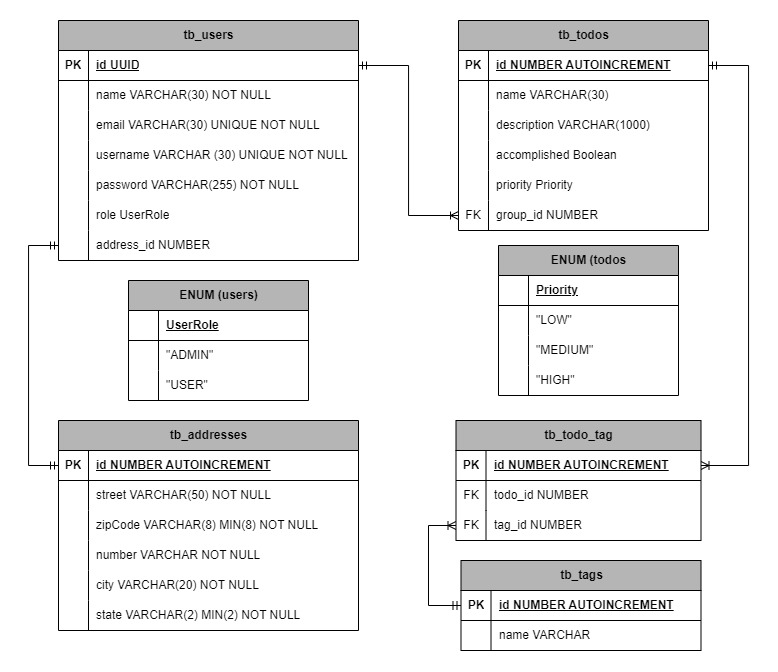 tb_users
PK id UUID
name VARCHAR(30) NOT NULL
email VARCHAR(30) UNIQUE NOT NULL
username VARCHAR (30) UNIQUE NOT NULL
password VARCHAR(255) NOT NULL
role UserRole
address_id NUMBER
tb_todos
PK id NUMBER AUTOINCREMENT
name VARCHAR(30)
description VARCHAR(1000)
accomplished Boolean
priority Priority
FK group_id NUMBER
ENUM (users)
UserRole
"ADMIN"
"USER"
ENUM (todos
Priority
"LOW"
"MEDIUM"
"HIGH"
tb_addresses
PK id NUMBER AUTOINCREMENT
street VARCHAR(50) NOT NULL
zipCode VARCHAR(8) MIN(8) NOT NULL
number VARCHAR NOT NULL
city VARCHAR(20) NOT NULL
state VARCHAR(2) MIN(2) NOT NULL
tb_todo_tag
PK id NUMBER AUTOINCREMENT
FK todo_id NUMBER
FK tag_id NUMBER
tb_tags
PK id NUMBER AUTOINCREMENT
name VARCHAR